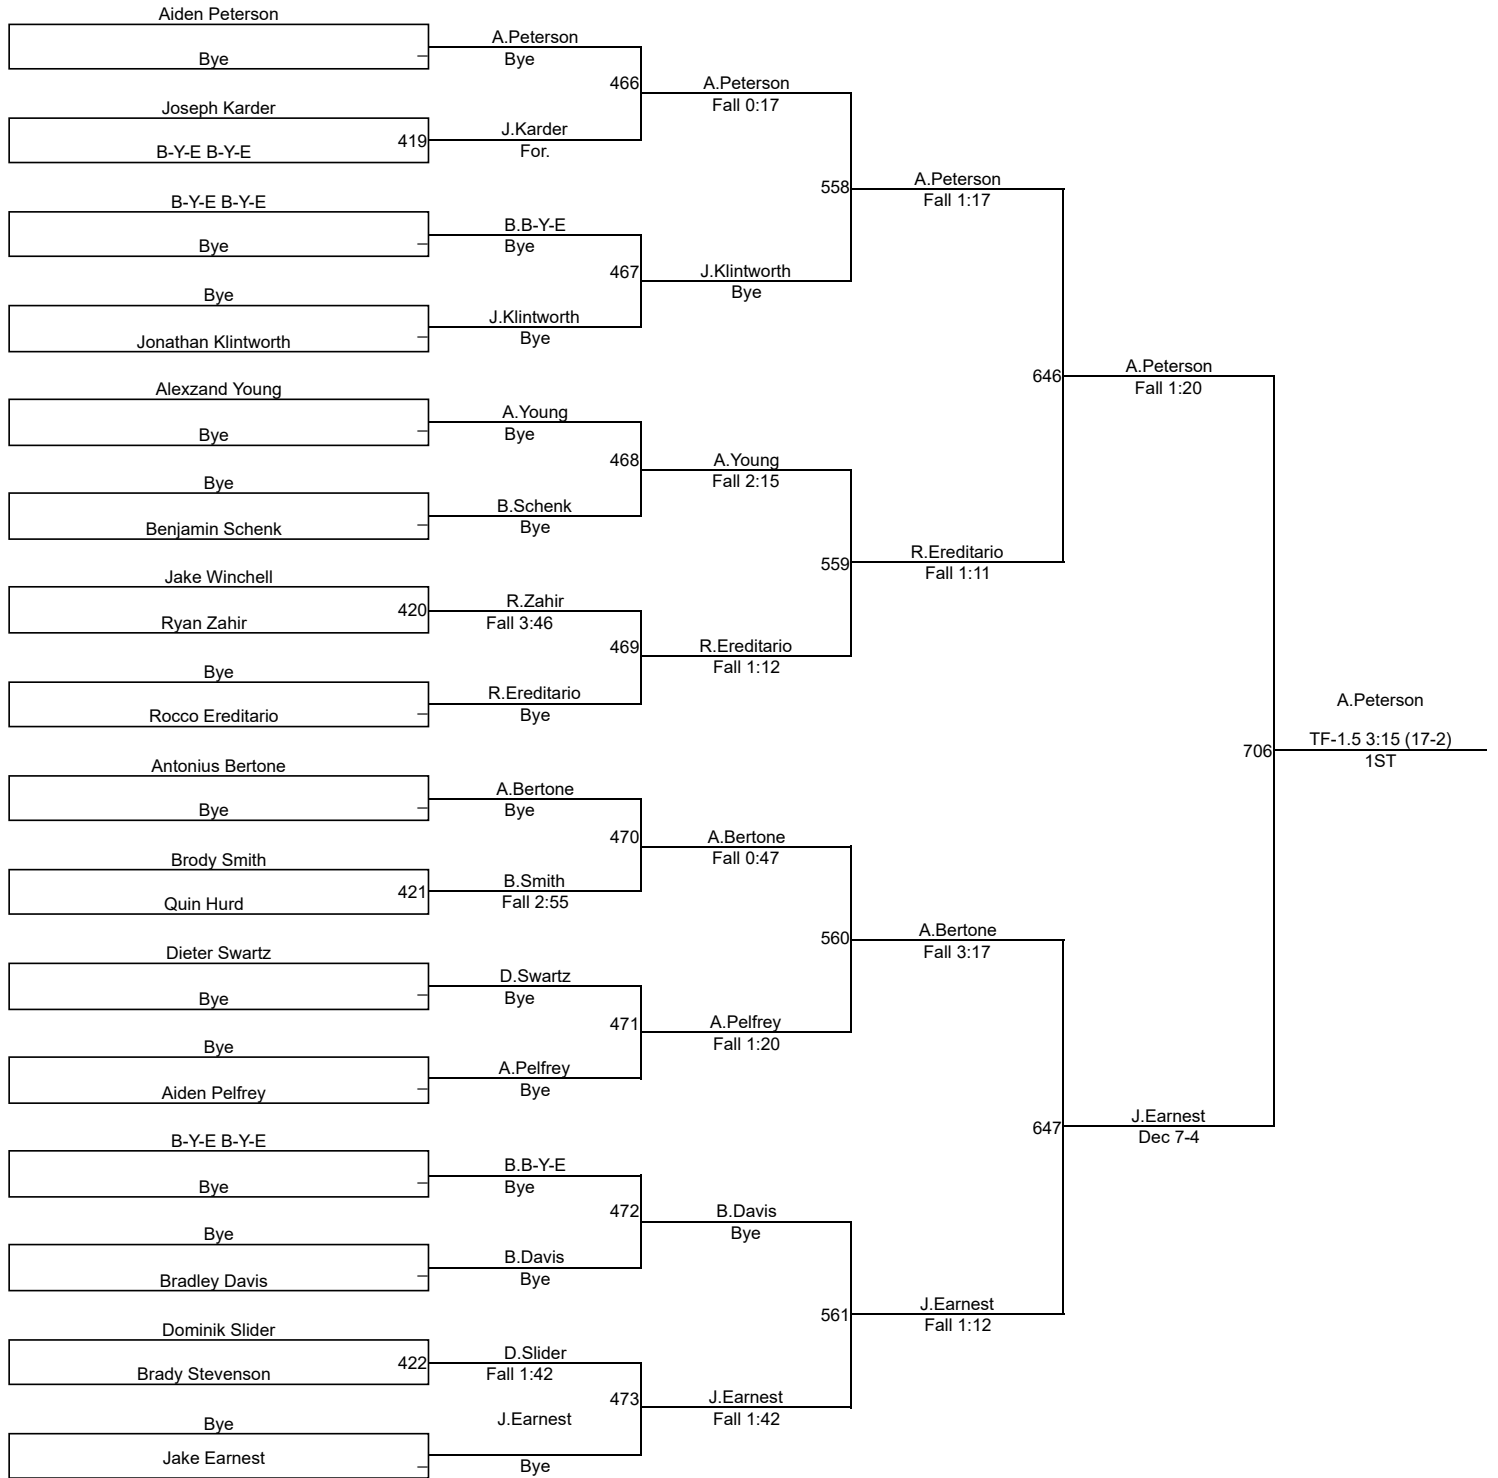 Aiden Peterson
Bye
Joseph Karder
419
B-Y-E B-Y-E
B-Y-E B-Y-E
Bye
Bye
Jonathan Klintworth
Alexzand Young
Bye
Bye
Benjamin Schenk
Jake Winchell
420
Ryan Zahir
Bye
Rocco Ereditario
Antonius Bertone
Bye
Brody Smith
421
Quin Hurd
Dieter Swartz
Bye
Bye
Aiden Pelfrey
B-Y-E B-Y-E
Bye
Bye
Bradley Davis
Dominik Slider
422
Brady Stevenson
Bye
Jake Earnest
A.Peterson
Bye
466
J.Karder
For.
B.B-Y-E
Bye
467
J.Klintworth
Bye
A.Young
Bye
468
B.Schenk
Bye
R.Zahir
Fall 3:46
469
R.Ereditario
Bye
A.Bertone
Bye
470
B.Smith
Fall 2:55
D.Swartz
Bye
471
A.Pelfrey
Bye
B.B-Y-E
Bye
472
B.Davis
Bye
D.Slider
Fall 1:42
473
J.Earnest
Bye
A.Peterson
Fall 0:17
558
J.Klintworth
Bye
A.Young
Fall 2:15
559
R.Ereditario
Fall 1:12
A.Bertone
Fall 0:47
560
A.Pelfrey
Fall 1:20
B.Davis
Bye
561
J.Earnest
Fall 1:42
A.Peterson
Fall 1:17
646
R.Ereditario
Fall 1:11
A.Bertone
Fall 3:17
647
J.Earnest
Fall 1:12
A.Peterson
Fall 1:20
706
J.Earnest
Dec 7-4
A.Peterson
TF-1.5 3:15 (17-2)
1ST